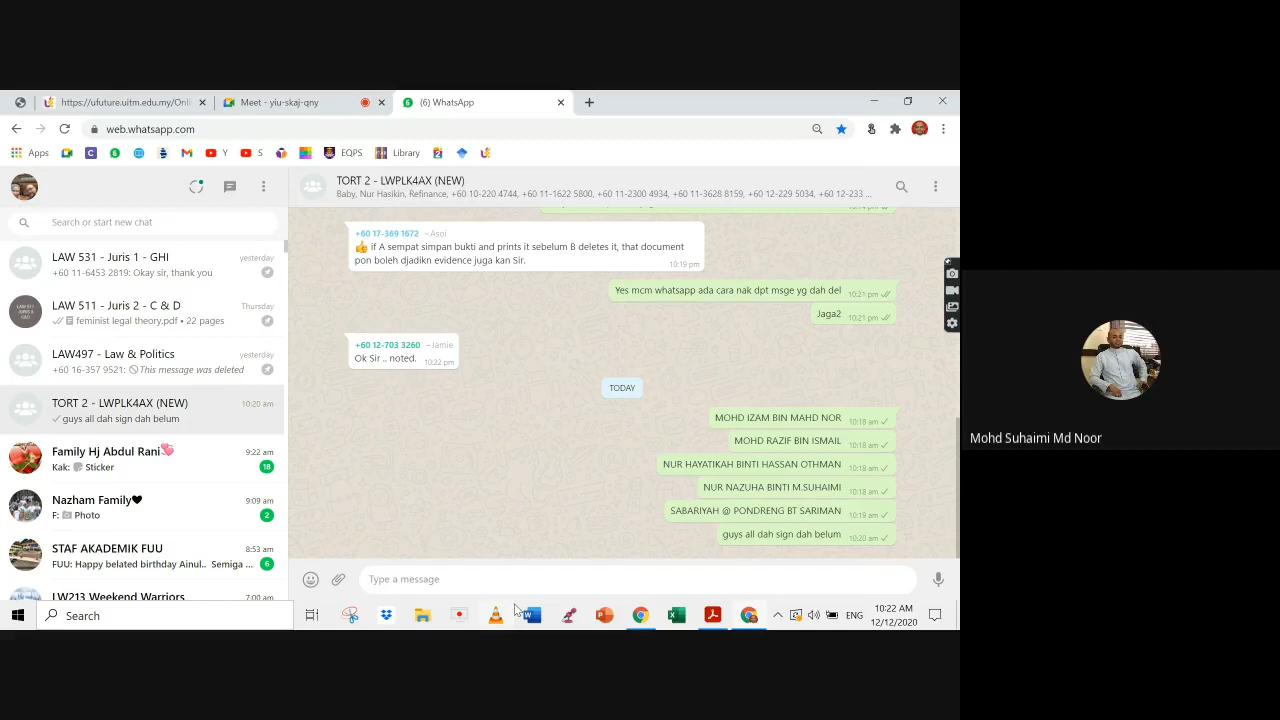 https://ufuture.uitm.edu.my/Onli
Meet - yiu-skaj-qny
(6) WhatsApp
web.whatsapp.com
Apps
Y
S
EQPS
Library
TORT 2 - LWPLK4AX (NEW)
Baby, Nur Hasikin, Refinance, +60 10-220 4744, +60 11-1622 5800, +60 11-2300 4934, +60 11-3628 8159, +60 12-229 5034, +60 12-233 ...
Search or start new chat
LAW 531 - Juris 1 - GHI
yesterday
+60 11-6453 2819: Okay sir, thank you
LAW 511 - Juris 2 - C & D
Thursday
feminist legal theory.pdf • 22 pages
LAW497 - Law & Politics
yesterday
+60 16-357 9521: This message was deleted
TORT 2 - LWPLK4AX (NEW)
10:20 am
guys all dah sign dah belum
Family Hj Abdul Rani💞
9:22 am
Kak: Sticker
18
Nazham Family🖤
9:09 am
F: Photo
2
STAF AKADEMIK FUU
8:53 am
FUU: Happy belated birthday Ainul.. Semiga ...
6
LW213 Weekend Warriors
7:00 am
+60 17-369 1672 ~Asoi
👍 if A sempat simpan bukti and prints it sebelum B deletes it, that document
pon boleh djadikn evidence juga kan Sir.
10:19 pm
Yes mcm whatsapp ada cara nak dpt msge yg dah del
10:21 pm
Jaga2
10:21 pm
+60 12-703 3260 ~Jamie
Ok Sir .. noted.
10:22 pm
TODAY
MOHD IZAM BIN MAHD NOR
10:18 am
MOHD RAZIF BIN ISMAIL
10:18 am
NUR HAYATIKAH BINTI HASSAN OTHMAN
10:18 am
NUR NAZUHA BINTI M.SUHAIMI
10:18 am
SABARIYAH @ PONDRENG BT SARIMAN
10:19 am
guys all dah sign dah belum
10:20 am
Type a message
Search
ENG
10:22 AM
12/12/2020
Mohd Suhaimi Md Noor